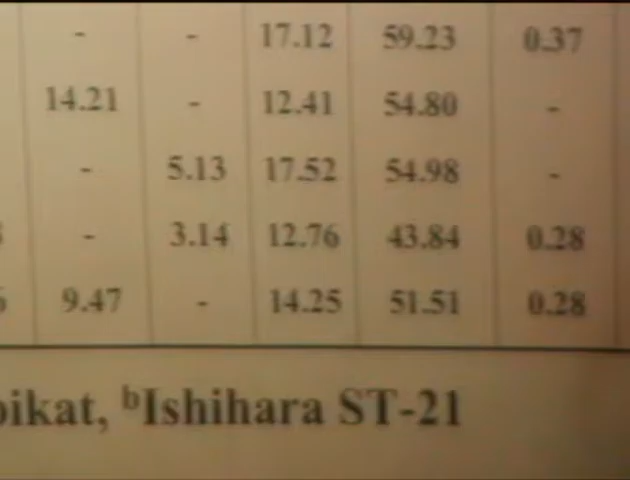 - - 17.12 59.23 0.37
14.21 - 12.41 54.80 -
- 5.13 17.52 54.98 -
- 3.14 12.76 43.84 0.28
9.47 - 14.25 51.51 0.28
bIshihara ST-21